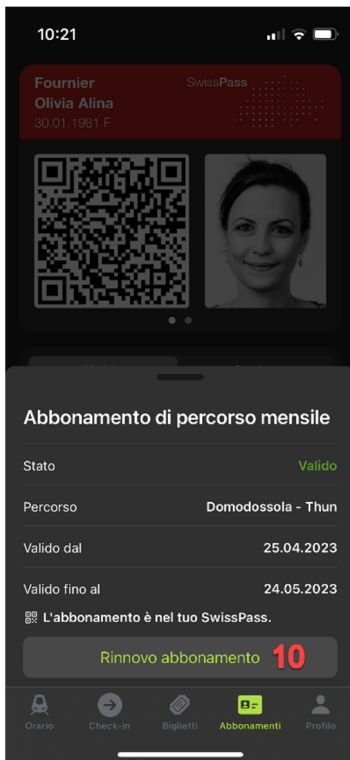 10:21
Fournier
SwissPass
Olivia Alina
30.01.1981 F
Abbonamento di percorso mensile
Stato Valido
Percorso Domodossola - Thun
Valido dal 25.04.2023
Valido fino al 24.05.2023
L'abbonamento è nel tuo SwissPass.
Rinnovo abbonamento 10
Orario Check-in Biglietti Abbonamenti Profilo